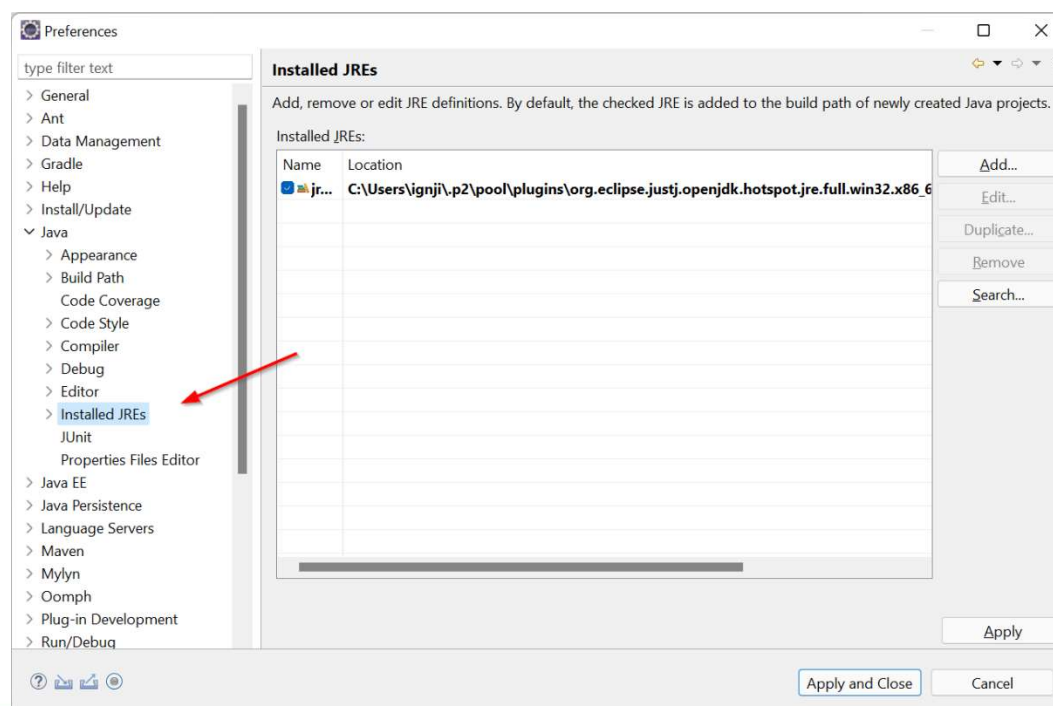 Preferences
type filter text
General
Ant
Data Management
Gradle
Help
Install/Update
Java
Appearance
Build Path
Code Coverage
Code Style
Compiler
Debug
Editor
Installed JREs
JUnit
Properties Files Editor
Java EE
Java Persistence
Language Servers
Maven
Mylyn
Oomph
Plug-in Development
Run/Debug
Installed JREs
Add, remove or edit JRE definitions. By default, the checked JRE is added to the build path of newly created Java projects.
Installed JREs:
Name Location
jr... C:\Users\ignji\.p2\pool\plugins\org.eclipse.justj.openjdk.hotspot.jre.full.win32.x86_6
Add...
Edit...
Duplicate...
Remove
Search...
Apply
Apply and Close Cancel